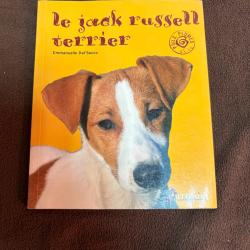 le jack russell
terrier
Emmanuelle Dal'Secco